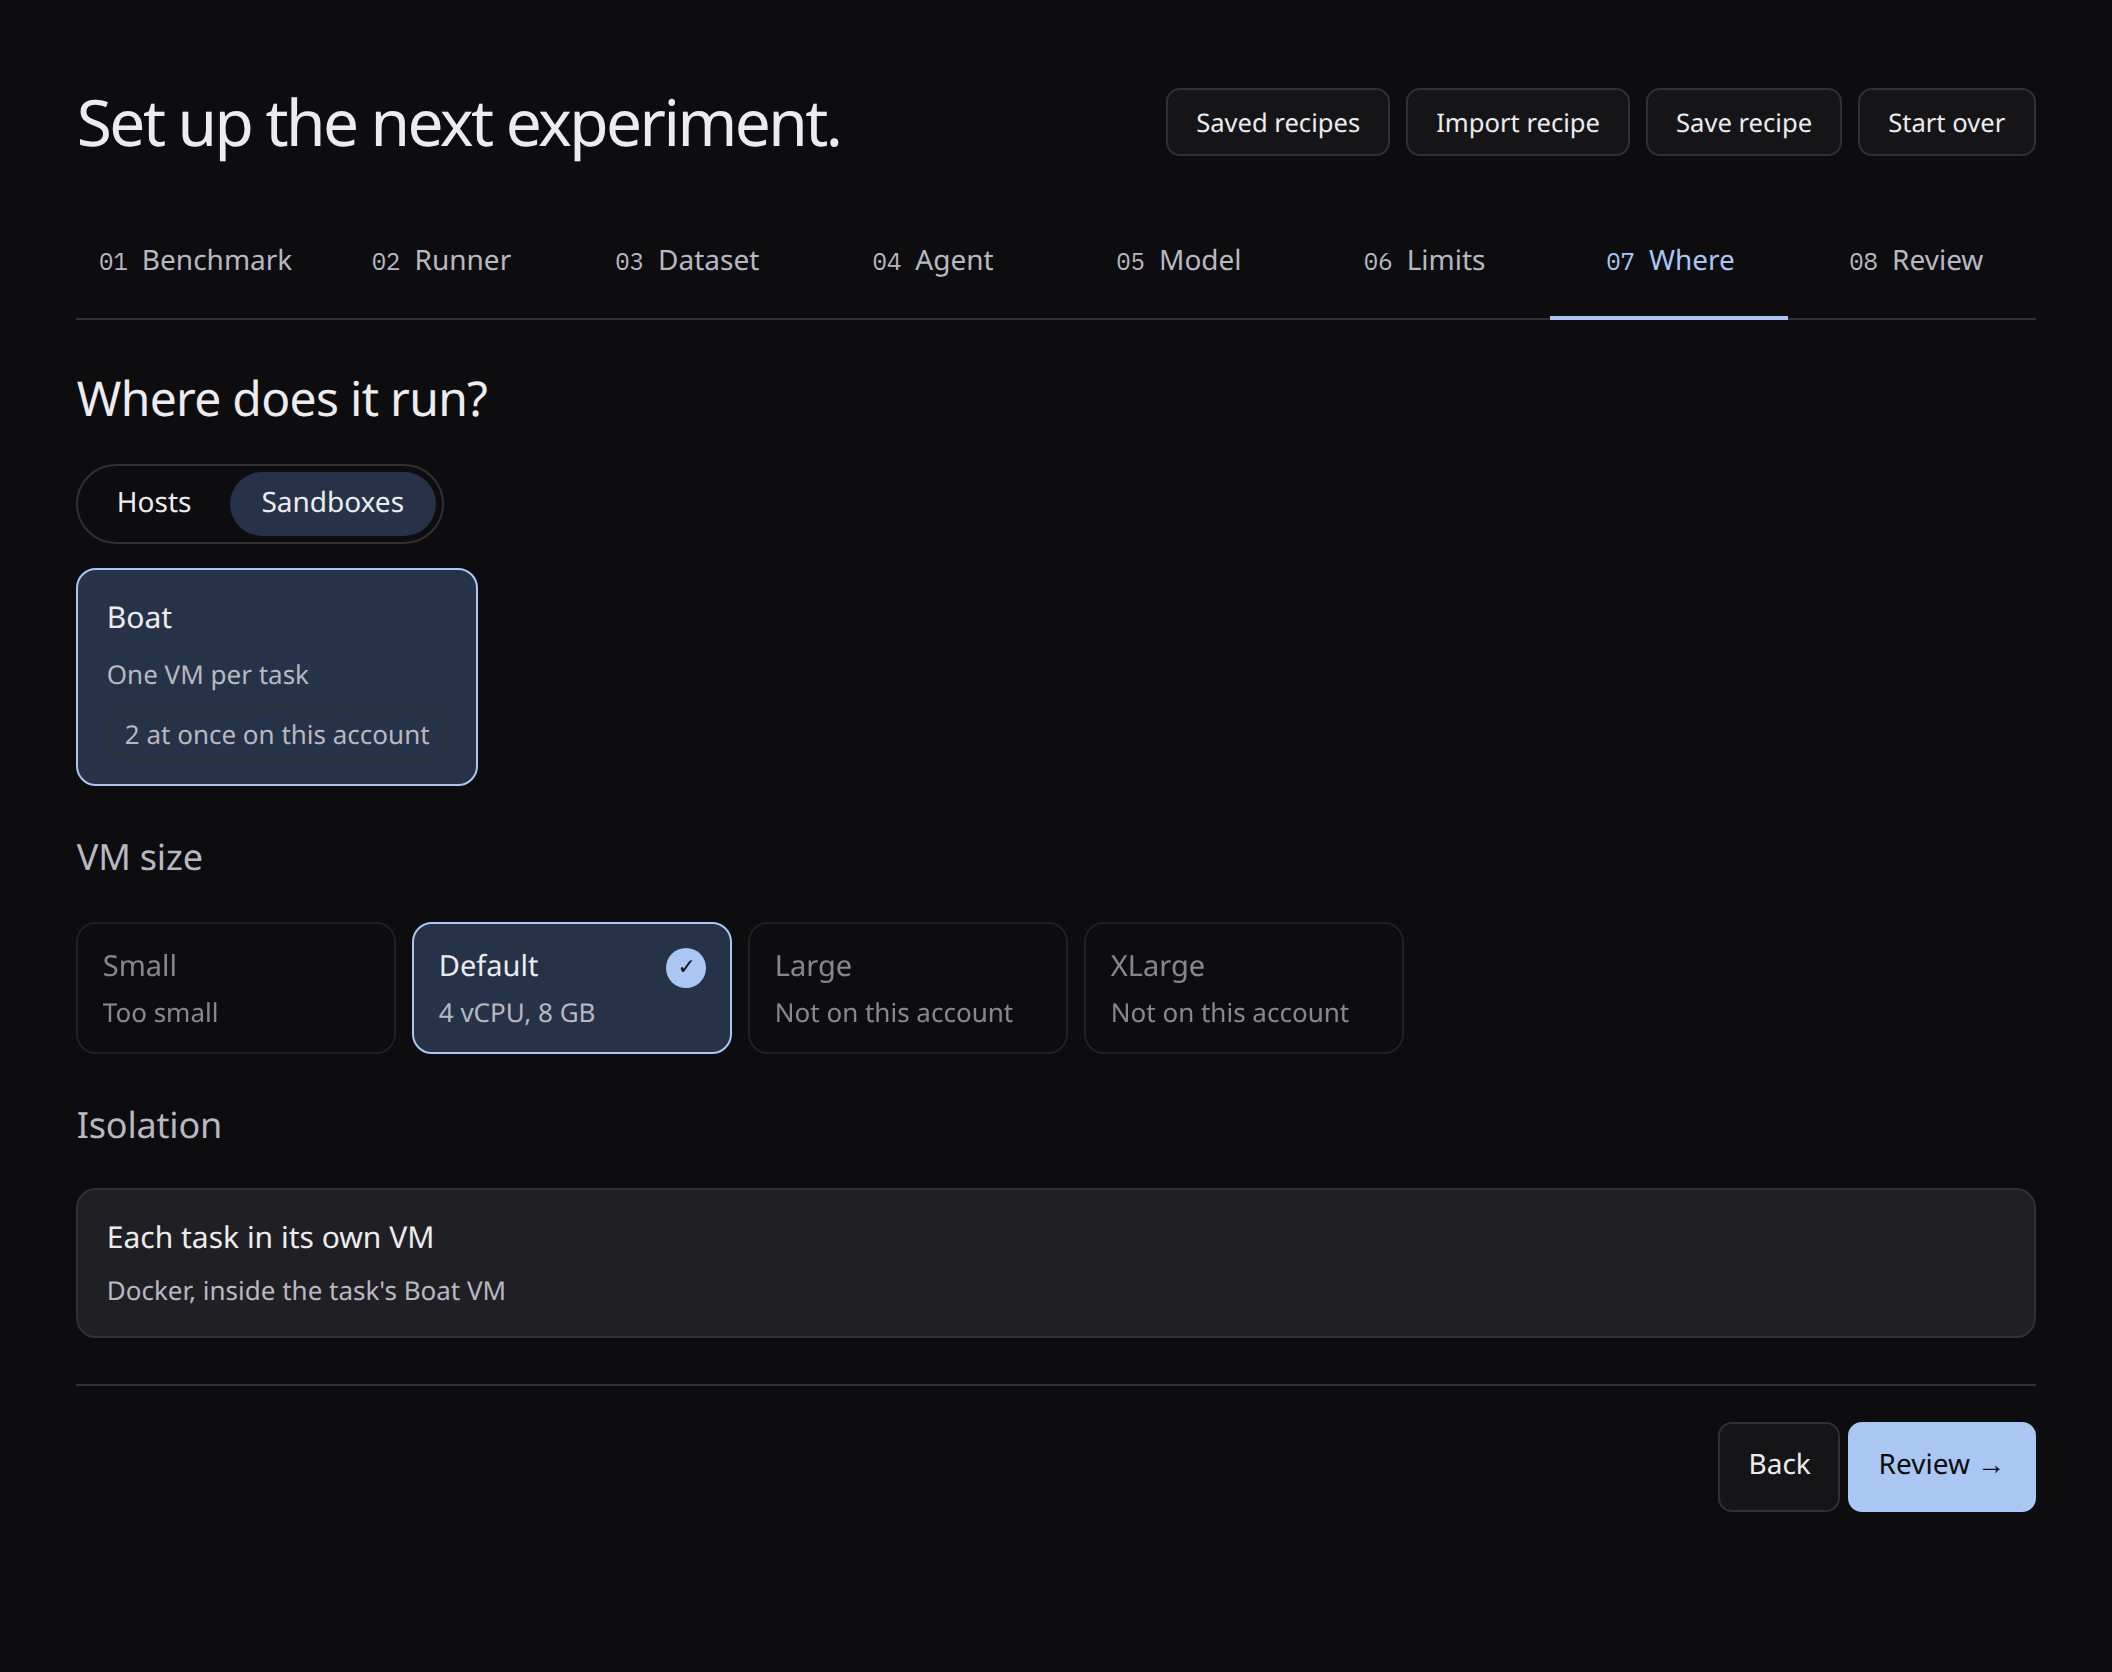 Set up the next experiment.
Saved recipes
Import recipe
Save recipe
Start over
01 Benchmark
02 Runner
03 Dataset
04 Agent
05 Model
06 Limits
07 Where
08 Review
Where does it run?
Hosts
Sandboxes
Boat
One VM per task
2 at once on this account
VM size
Small
Too small
Default
✓
4 vCPU, 8 GB
Large
Not on this account
XLarge
Not on this account
Isolation
Each task in its own VM
Docker, inside the task's Boat VM
Back
Review →